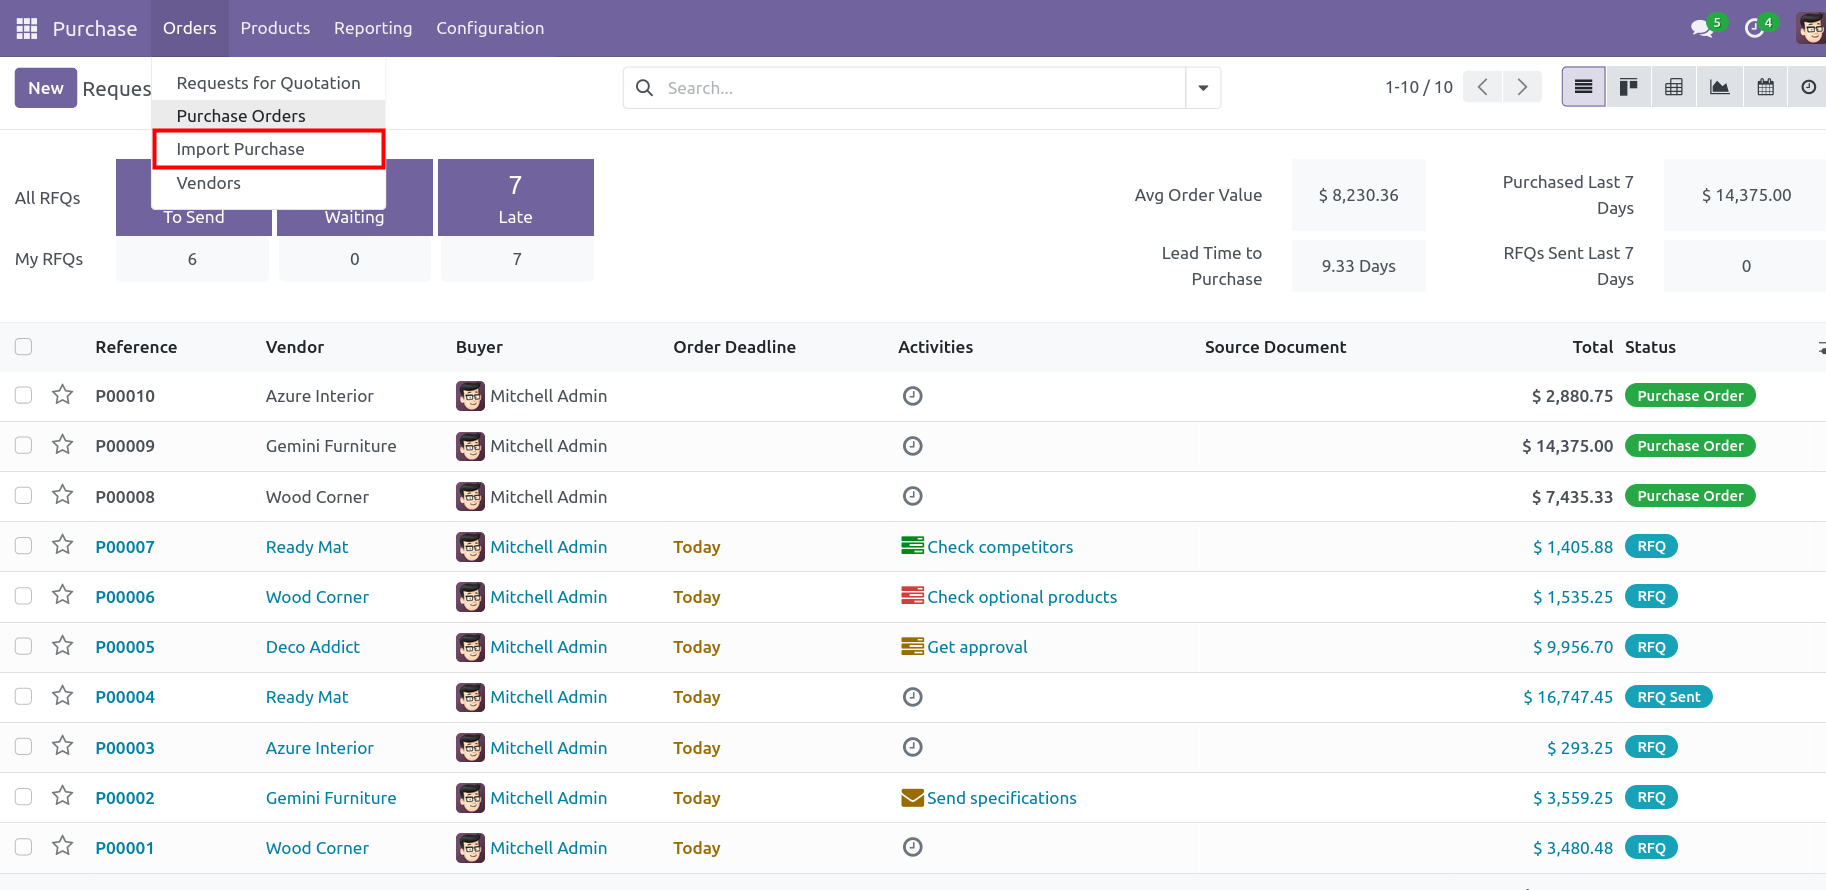 Purchase Orders Products Reporting Configuration 5 4
New Reques Search... 1-10 / 10
Requests for Quotation
Purchase Orders
Import Purchase
Vendors
All RFQs To Send Waiting 7 Late
My RFQs 6 0 7
Avg Order Value $ 8,230.36 Purchased Last 7 Days $ 14,375.00
Lead Time to Purchase 9.33 Days RFQs Sent Last 7 Days 0
Reference Vendor Buyer Order Deadline Activities Source Document Total Status
P00010 Azure Interior Mitchell Admin $ 2,880.75 Purchase Order
P00009 Gemini Furniture Mitchell Admin $ 14,375.00 Purchase Order
P00008 Wood Corner Mitchell Admin $ 7,435.33 Purchase Order
P00007 Ready Mat Mitchell Admin Today Check competitors $ 1,405.88 RFQ
P00006 Wood Corner Mitchell Admin Today Check optional products $ 1,535.25 RFQ
P00005 Deco Addict Mitchell Admin Today Get approval $ 9,956.70 RFQ
P00004 Ready Mat Mitchell Admin Today $ 16,747.45 RFQ Sent
P00003 Azure Interior Mitchell Admin Today $ 293.25 RFQ
P00002 Gemini Furniture Mitchell Admin Today Send specifications $ 3,559.25 RFQ
P00001 Wood Corner Mitchell Admin Today $ 3,480.48 RFQ